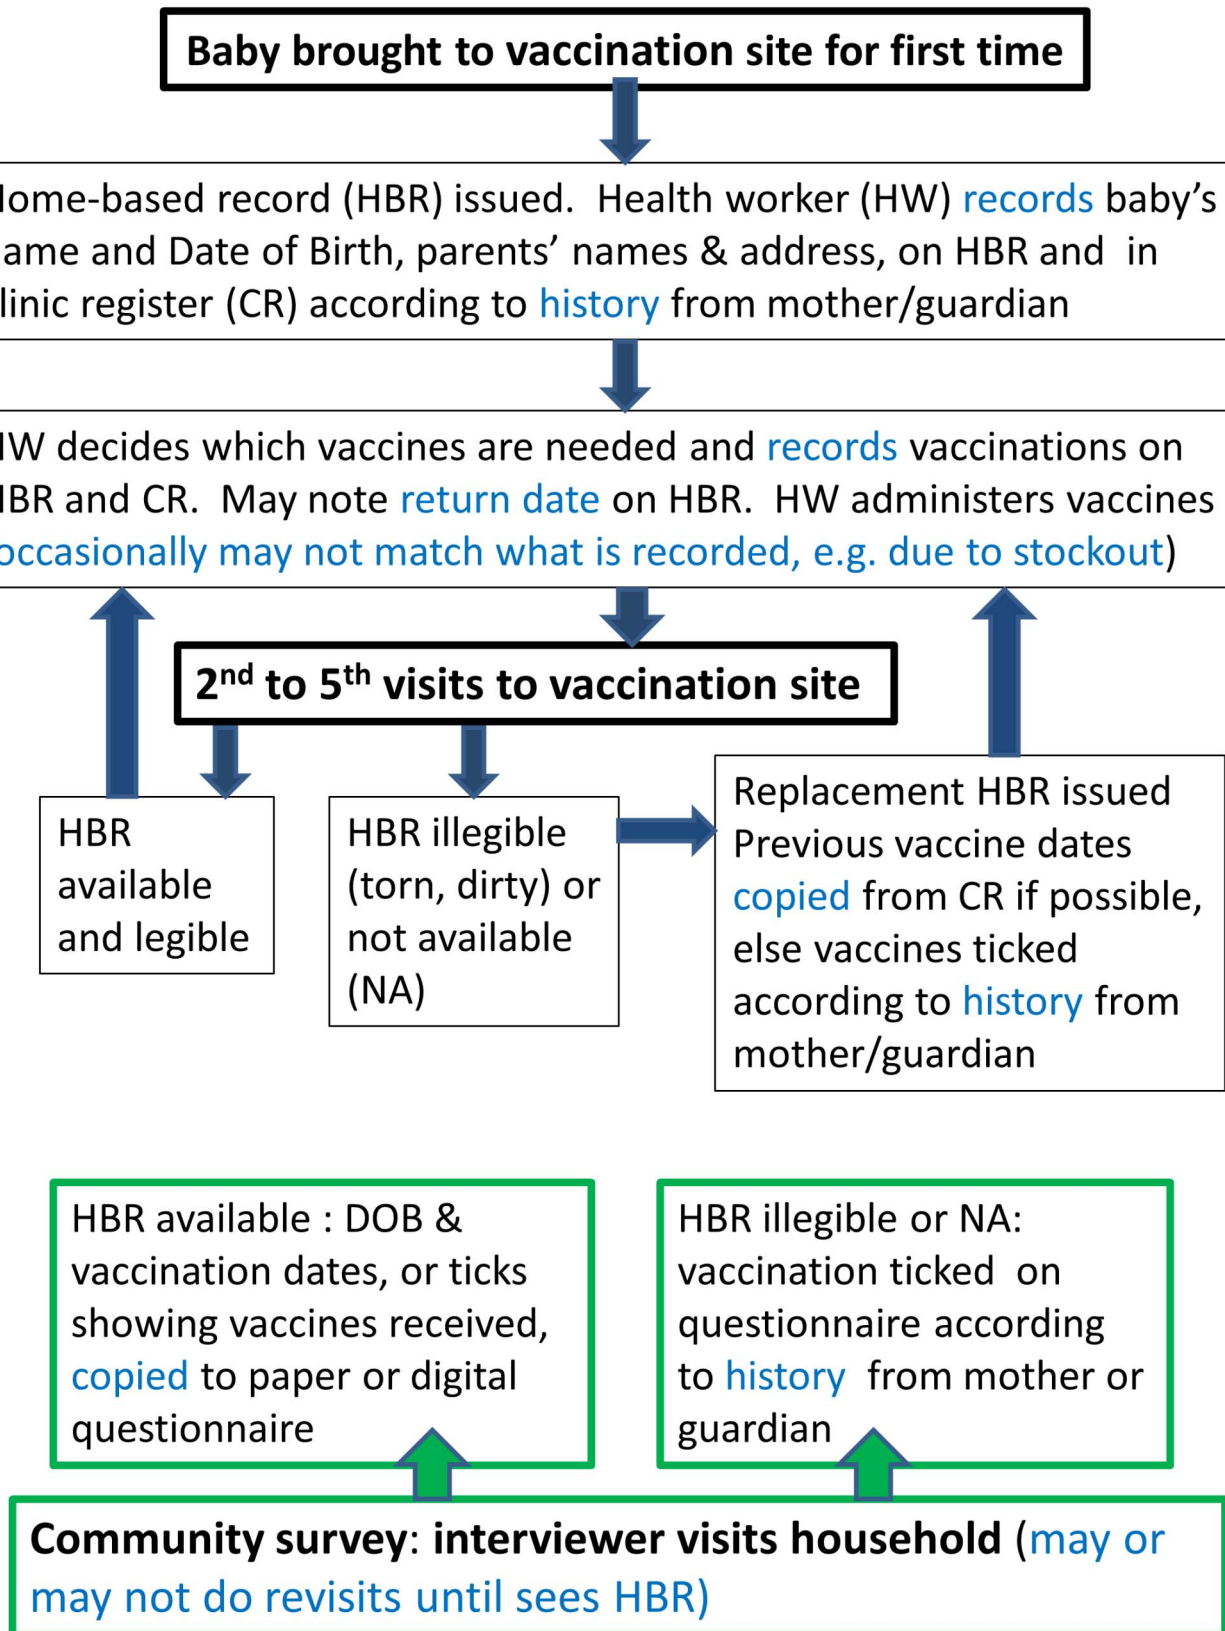 Baby brought to vaccination site for first time
ome-based record (HBR) issued. Health worker (HW) records baby's
ame and Date of Birth, parents' names & address, on HBR and in
linic register (CR) according to history from mother/guardian
W decides which vaccines are needed and records vaccinations on
BR and CR. May note return date on HBR. HW administers vaccines
occasionally may not match what is recorded, e.g. due to stockout)
2nd to 5th visits to vaccination site
HBR
available
and legible
HBR illegible
(torn, dirty) or
not available
(NA)
Replacement HBR issued
Previous vaccine dates
copied from CR if possible,
else vaccines ticked
according to history from
mother/guardian
HBR available : DOB &
vaccination dates, or ticks
showing vaccines received,
copied to paper or digital
questionnaire
HBR illegible or NA:
vaccination ticked on
questionnaire according
to history from mother or
guardian
Community survey: interviewer visits household (may or
may not do revisits until sees HBR)